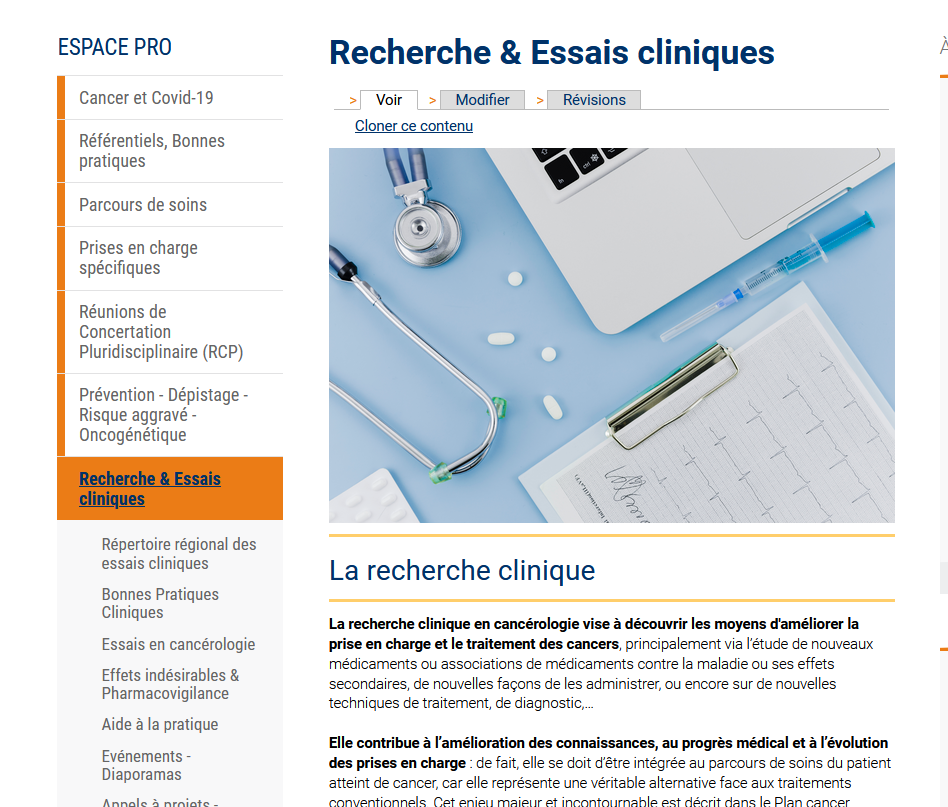 ESPACE PRO
Cancer et Covid-19
Référentiels, Bonnes
pratiques
Parcours de soins
Prises en charge
spécifiques
Réunions de
Concertation
Pluridisciplinaire (RCP)
Prévention - Dépistage -
Risque aggravé -
Oncogénétique
Recherche & Essais
cliniques
Répertoire régional des
essais cliniques
Bonnes Pratiques
Cliniques
Essais en cancérologie
Effets indésirables &
Pharmacovigilance
Aide à la pratique
Evénements -
Diaporamas
Appels à projets -
Recherche & Essais cliniques
> Voir > Modifier > Révisions
Cloner ce contenu
fn
ctrl
La recherche clinique
La recherche clinique en cancérologie vise à découvrir les moyens d'améliorer la
prise en charge et le traitement des cancers, principalement via l’étude de nouveaux
médicaments ou associations de médicaments contre la maladie ou ses effets
secondaires, de nouvelles façons de les administrer, ou encore sur de nouvelles
techniques de traitement, de diagnostic,...
Elle contribue à l’amélioration des connaissances, au progrès médical et à l’évolution
des prises en charge : de fait, elle se doit d’être intégrée au parcours de soins du patient
atteint de cancer, car elle représente une véritable alternative face aux traitements
conventionnels. Cet enjeu majeur et incontournable est décrit dans le Plan cancer
À